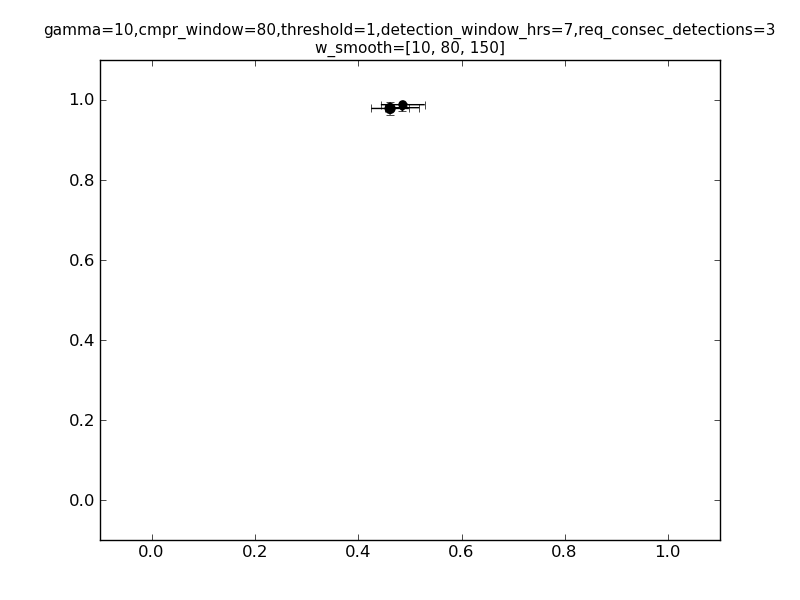 gamma=10,cmpr_window=80,threshold=1,detection_window_hrs=7,req_consec_detections=3
w_smooth=[10, 80, 150]
1.0
0.8
0.6
0.4
0.2
0.0
0.0 0.2 0.4 0.6 0.8 1.0